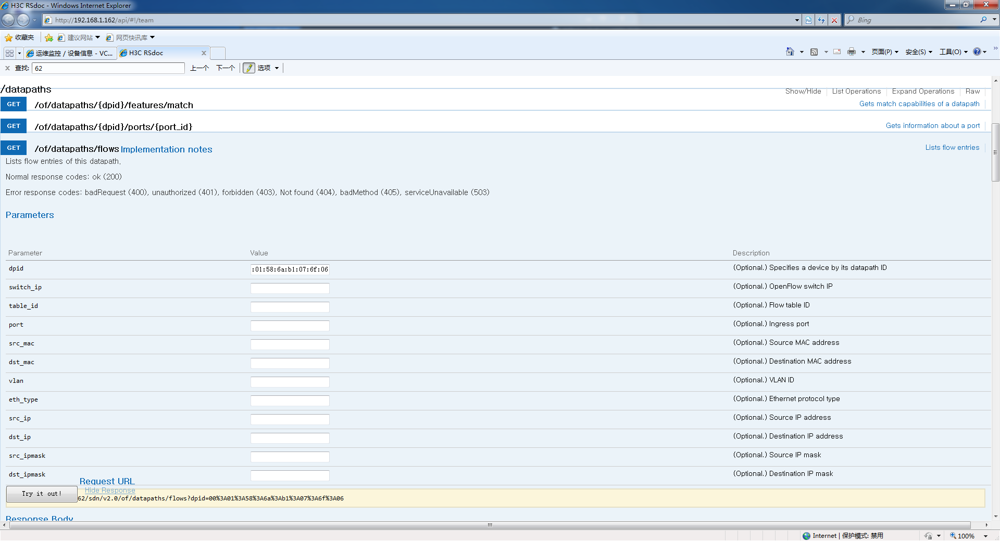 H3C RSdoc - Windows Internet Explorer
http://192.168.1.162/api/#!/team
Bing
收藏夹
建议网站
网页快讯库
运维监控 / 设备信息 - VC...
H3C RSdoc
页面(P)
安全(S)
工具(O)
查找: 62
上一个
下一个
选项
/datapaths
Show/Hide
List Operations
Expand Operations
Raw
GET /of/datapaths/{dpid}/features/match
Gets match capabilities of a datapath
GET /of/datapaths/{dpid}/ports/{port_id}
Gets information about a port
GET /of/datapaths/flows Implementation notes
Lists flow entries
Lists flow entries of this datapath.
Normal response codes: ok (200)
Error response codes: badRequest (400), unauthorized (401), forbidden (403), Not found (404), badMethod (405), serviceUnavailable (503)
Parameters
Parameter Value Description
dpid :01:58:6a:b1:07:6f:06 (Optional.) Specifies a device by its datapath ID
switch_ip (Optional.) OpenFlow switch IP
table_id (Optional.) Flow table ID
port (Optional.) Ingress port
src_mac (Optional.) Source MAC address
dst_mac (Optional.) Destination MAC address
vlan (Optional.) VLAN ID
eth_type (Optional.) Ethernet protocol type
src_ip (Optional.) Source IP address
dst_ip (Optional.) Destination IP address
src_ipmask (Optional.) Source IP mask
dst_ipmask (Optional.) Destination IP mask
Request URL
Hide Response
Try it out!
62/sdn/v2.0/of/datapaths/flows?dpid=00%3A01%3A58%3A6a%3Ab1%3A07%3A6f%3A06
Response Body
Internet | 保护模式: 禁用
100%